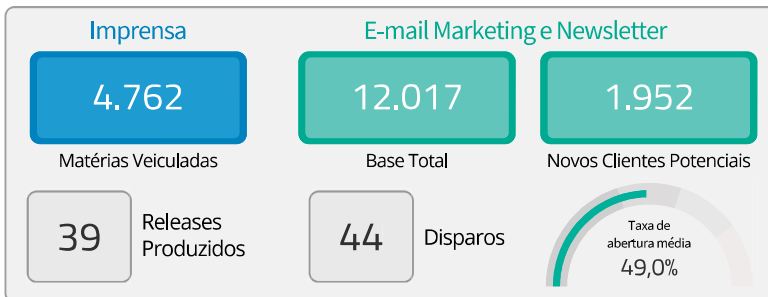 Imprensa
4.762
Matérias Veiculadas
39
Releases
Produzidos
E-mail Marketing e Newsletter
12.017
Base Total
1.952
Novos Clientes Potenciais
44
Disparos
Taxa de
abertura média
49,0%